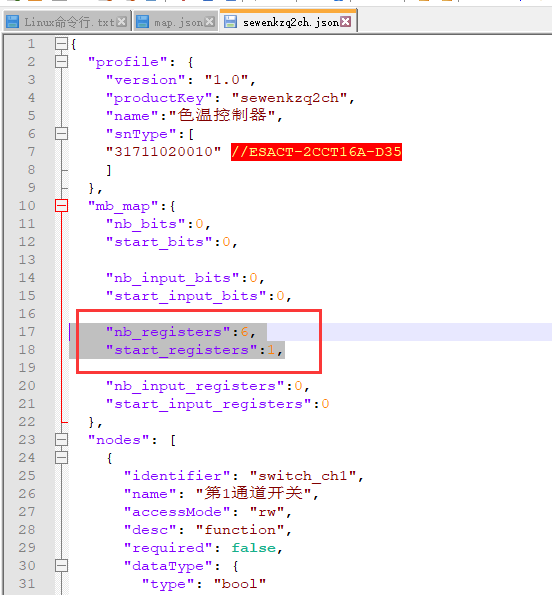 Linux命令行.txt map.json sewenkzq2ch.json
1 {
2 "profile": {
3 "version": "1.0",
4 "productKey": "sewenkzq2ch",
5 "name":"色温控制器",
6 "snType":[
7 "31711020010" //ESACT-2CCT16A-D35
8 ]
9 },
10 "mb_map":{
11 "nb_bits":0,
12 "start_bits":0,
13
14 "nb_input_bits":0,
15 "start_input_bits":0,
16
17 "nb_registers":6,
18 "start_registers":1,
19
20 "nb_input_registers":0,
21 "start_input_registers":0
22 },
23 "nodes": [
24 {
25 "identifier": "switch_ch1",
26 "name": "第1通道开关",
27 "accessMode": "rw",
28 "desc": "function",
29 "required": false,
30 "dataType": {
31 "type": "bool"